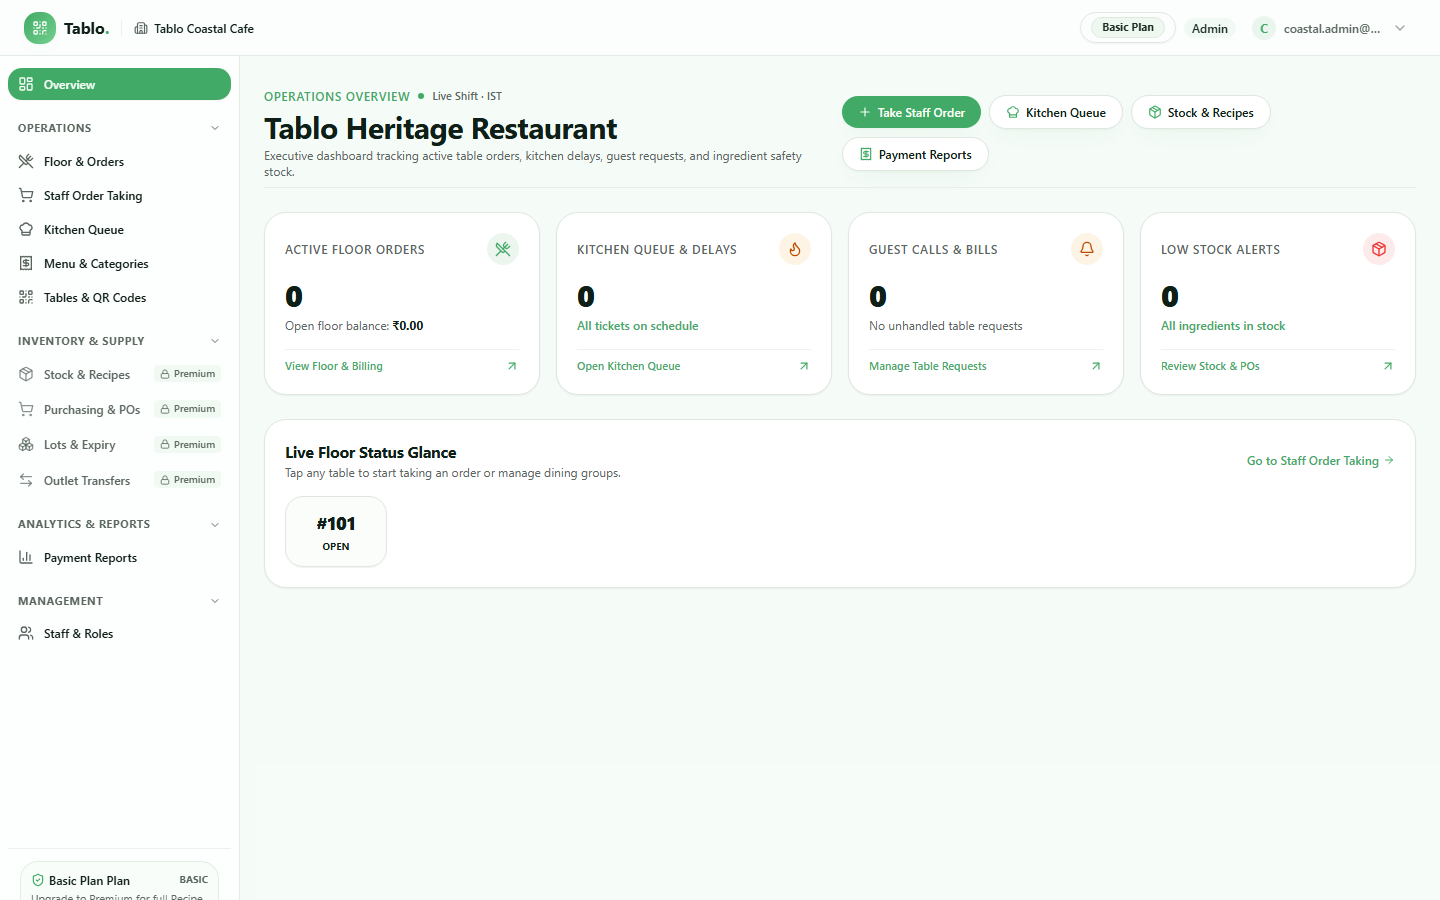 Tablo.
Tablo Coastal Cafe
Basic Plan
Admin
C
coastal.admin@...
Overview
OPERATIONS
Floor & Orders
Staff Order Taking
Kitchen Queue
Menu & Categories
Tables & QR Codes
INVENTORY & SUPPLY
Stock & Recipes
Premium
Purchasing & POs
Premium
Lots & Expiry
Premium
Outlet Transfers
Premium
ANALYTICS & REPORTS
Payment Reports
MANAGEMENT
Staff & Roles
Basic Plan Plan
BASIC
Upgrade to Premium for full Recipe
OPERATIONS OVERVIEW
Live Shift · IST
Tablo Heritage Restaurant
Executive dashboard tracking active table orders, kitchen delays, guest requests, and ingredient safety
stock.
Take Staff Order
Kitchen Queue
Stock & Recipes
Payment Reports
ACTIVE FLOOR ORDERS
0
Open floor balance: ₹0.00
View Floor & Billing
KITCHEN QUEUE & DELAYS
0
All tickets on schedule
Open Kitchen Queue
GUEST CALLS & BILLS
0
No unhandled table requests
Manage Table Requests
LOW STOCK ALERTS
0
All ingredients in stock
Review Stock & POs
Live Floor Status Glance
Tap any table to start taking an order or manage dining groups.
Go to Staff Order Taking
#101
OPEN